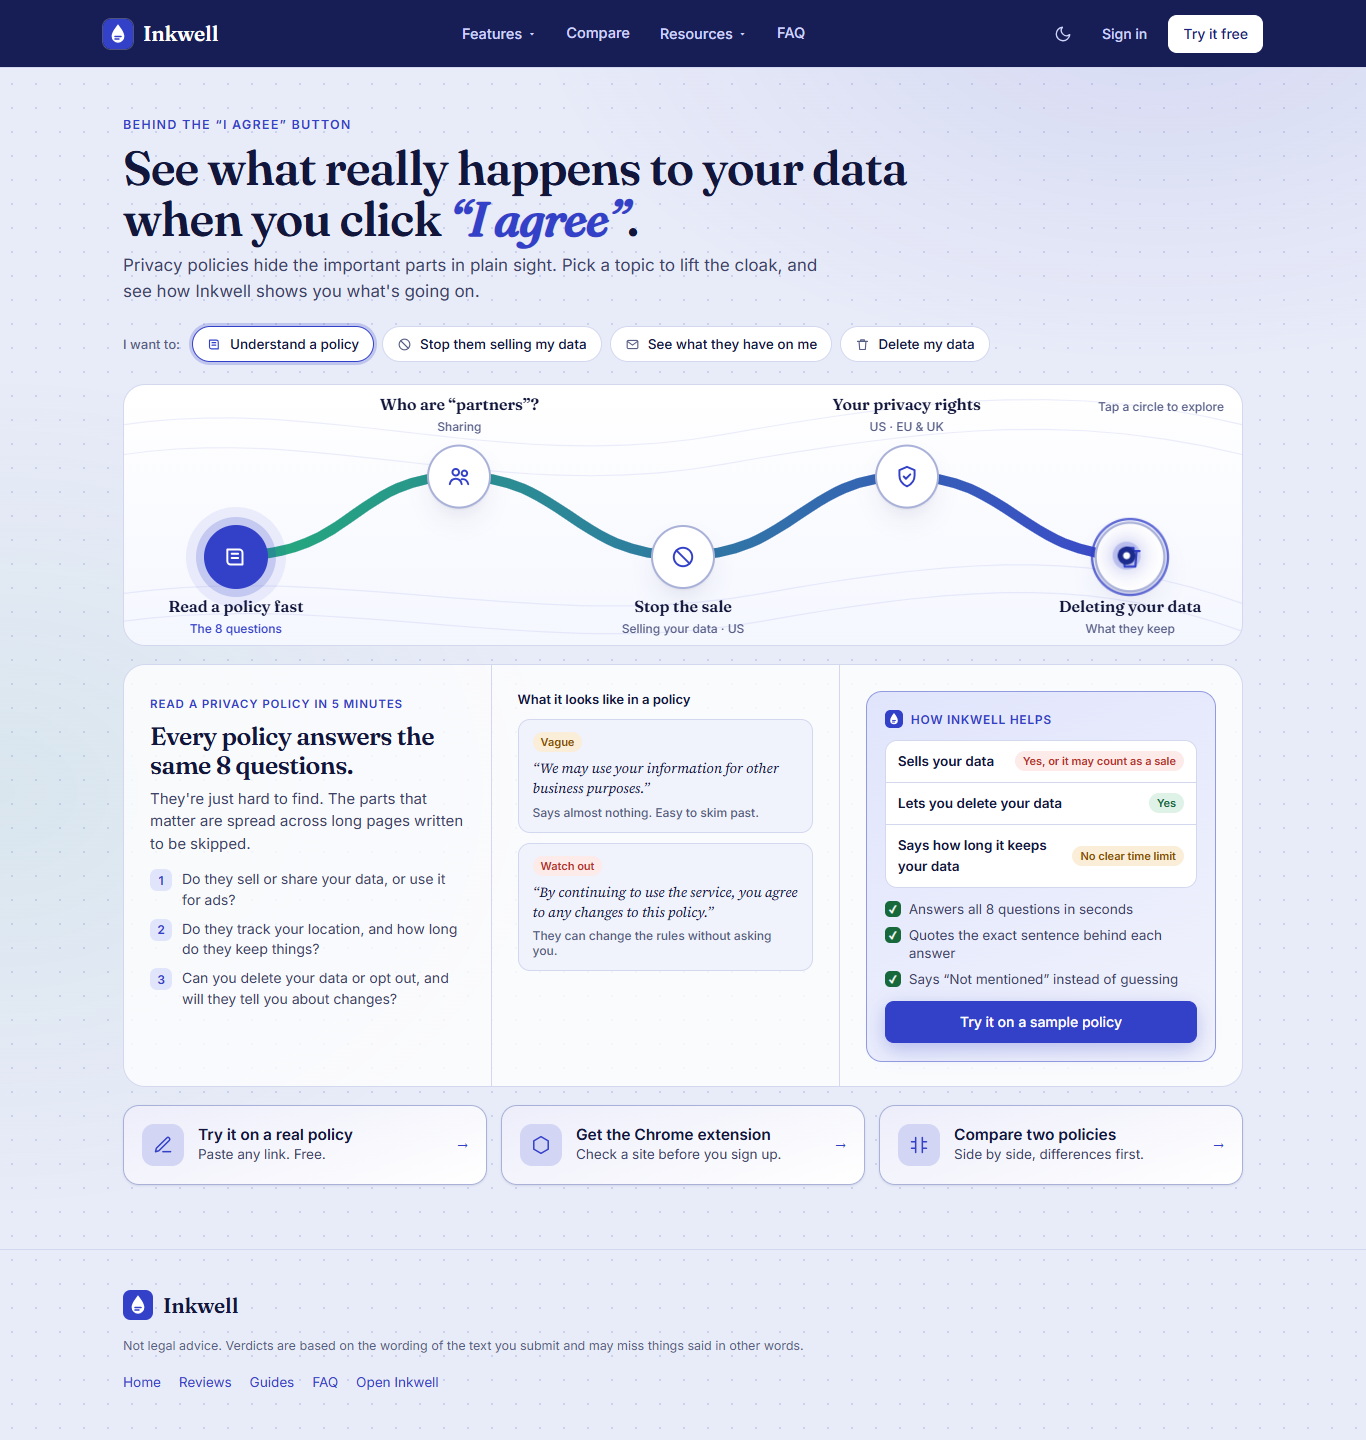 Inkwell
Features
Compare
Resources
FAQ
Sign in
Try it free
BEHIND THE “I AGREE” BUTTON
See what really happens to your data
when you click “I agree”.
Privacy policies hide the important parts in plain sight. Pick a topic to lift the cloak, and
see how Inkwell shows you what's going on.
I want to:
Understand a policy
Stop them selling my data
See what they have on me
Delete my data
Who are “partners”?
Sharing
Your privacy rights
US · EU & UK
Tap a circle to explore
Read a policy fast
The 8 questions
Stop the sale
Selling your data · US
Deleting your data
What they keep
READ A PRIVACY POLICY IN 5 MINUTES
Every policy answers the
same 8 questions.
They're just hard to find. The parts that
matter are spread across long pages written
to be skipped.
1 Do they sell or share your data, or use it
for ads?
2 Do they track your location, and how long
do they keep things?
3 Can you delete your data or opt out, and
will they tell you about changes?
What it looks like in a policy
Vague
“We may use your information for other
business purposes.”
Says almost nothing. Easy to skim past.
Watch out
“By continuing to use the service, you agree
to any changes to this policy.”
They can change the rules without asking
you.
HOW INKWELL HELPS
Sells your data
Yes, or it may count as a sale
Lets you delete your data
Yes
Says how long it keeps
your data
No clear time limit
Answers all 8 questions in seconds
Quotes the exact sentence behind each
answer
Says “Not mentioned” instead of guessing
Try it on a sample policy
Try it on a real policy
Paste any link. Free.
→
Get the Chrome extension
Check a site before you sign up.
→
Compare two policies
Side by side, differences first.
→
Inkwell
Not legal advice. Verdicts are based on the wording of the text you submit and may miss things said in other words.
Home
Reviews
Guides
FAQ
Open Inkwell